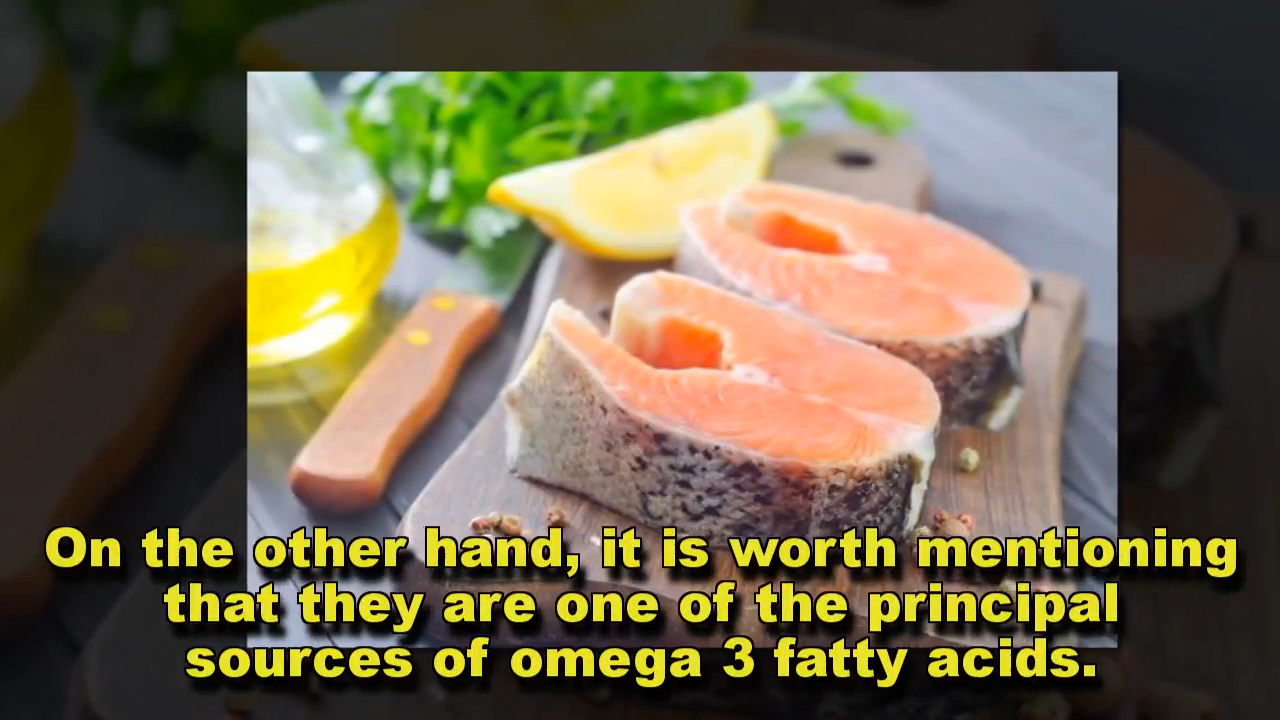 On the other hand, it is worth mentioning
that they are one of the principal
sources of omega 3 fatty acids.